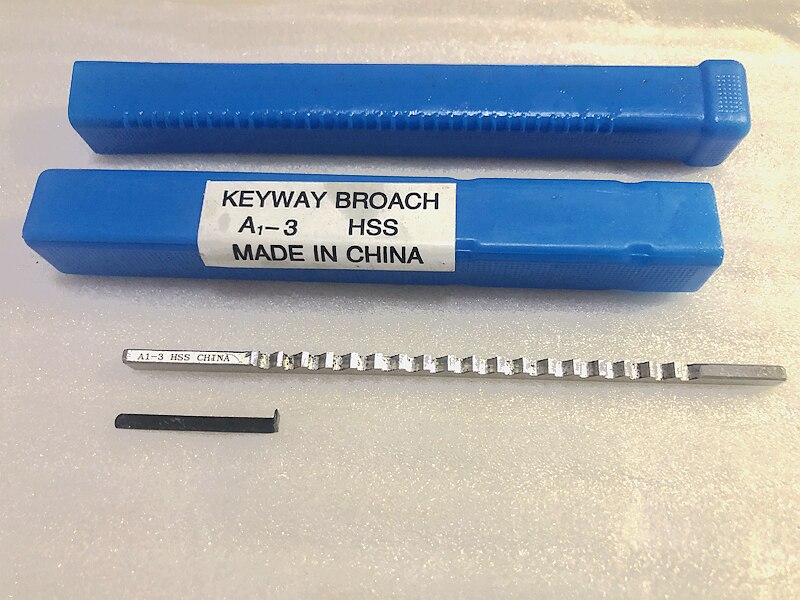 KEYWAY BROACH
A₁-3 HSS
MADE IN CHINA
A1-3 HSS CHINA